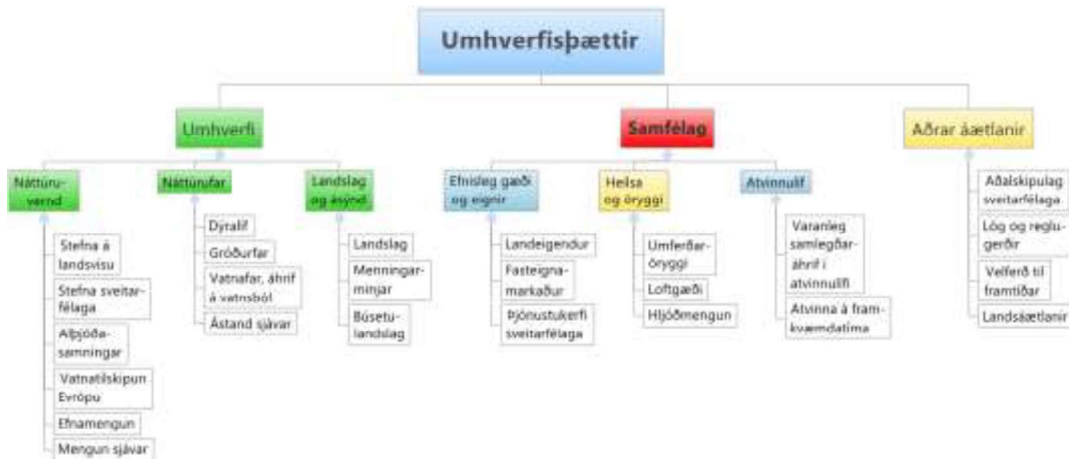 Umhverfisþættir
Umhverfi
Samfélag
Aðrar áætlanir
Náttúru-
vernd
Stefna á
landsvísu
Stefna sveitar-
félaga
Alþjóða-
samningar
Vatnatilskipun
Evrópu
Efnamengun
Mengun sjávar
Náttúrufar
Dýralíf
Gróðurfar
Vatnafar, áhrif
á vatnsból
Ástand sjávar
Landslag
og ásýnd
Landslag
Menningar-
minjar
Búsetu-
landslag
Efnisleg gæði
og eignir
Landeigendur
Fasteigna-
markaður
Þjónustukerfi
sveitarfélaga
Heilsa
og öryggi
Umferðar-
öryggi
Loftgæði
Hljóðmengun
Atvinnulíf
Varanleg
samlegðar-
áhrif í
atvinnulífi
Atvinna á fram-
kvæmdatíma
Aðalskipulag
sveitarfélaga
Lög og reglu-
gerðir
Velferð til
framtíðar
Landsáætlanir